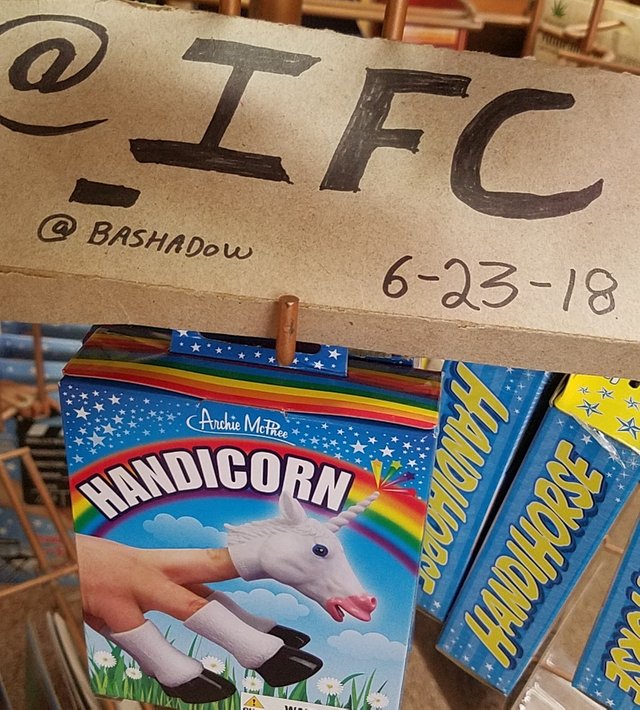 @_IFC
@ BASHADOW
6-23-18
Archie McPhee
HANDICORN
HANDIHORSE
HANDIHORSE